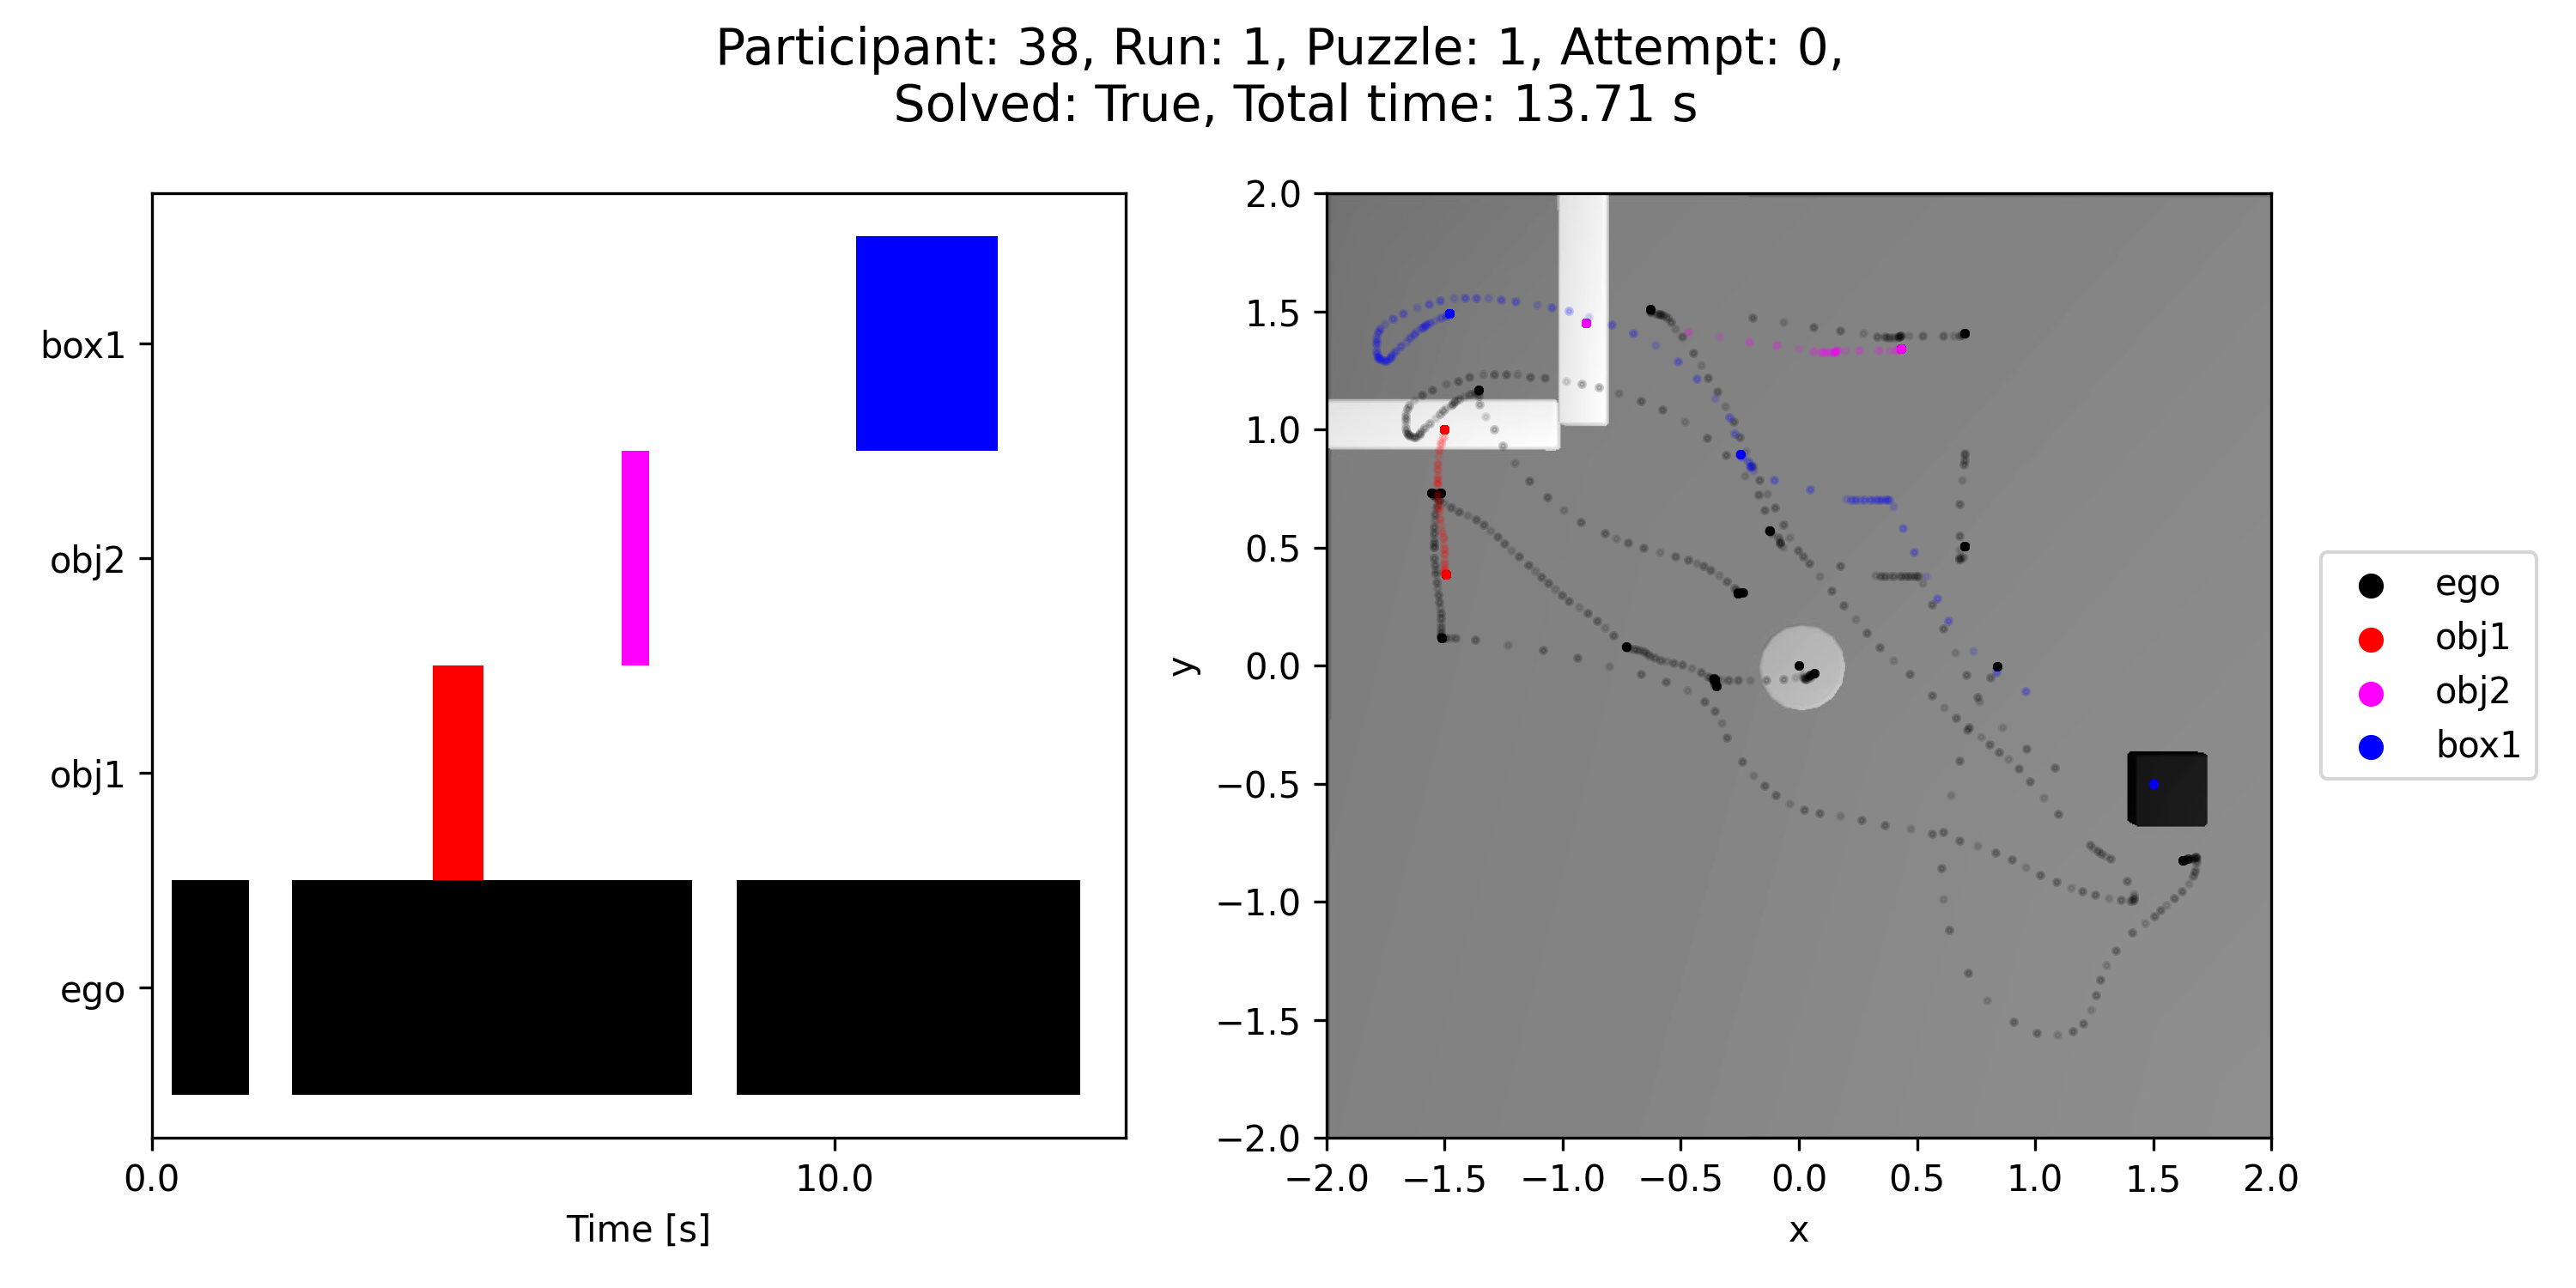 Participant: 38, Run: 1, Puzzle: 1, Attempt: 0,
Solved: True, Total time: 13.71 s
box1
obj2
obj1
ego
0.0
10.0
Time [s]
2.0
1.5
1.0
0.5
0.0
−0.5
−1.0
−1.5
−2.0
y
−2.0 −1.5 −1.0 −0.5 0.0 0.5 1.0 1.5 2.0
x
ego
obj1
obj2
box1